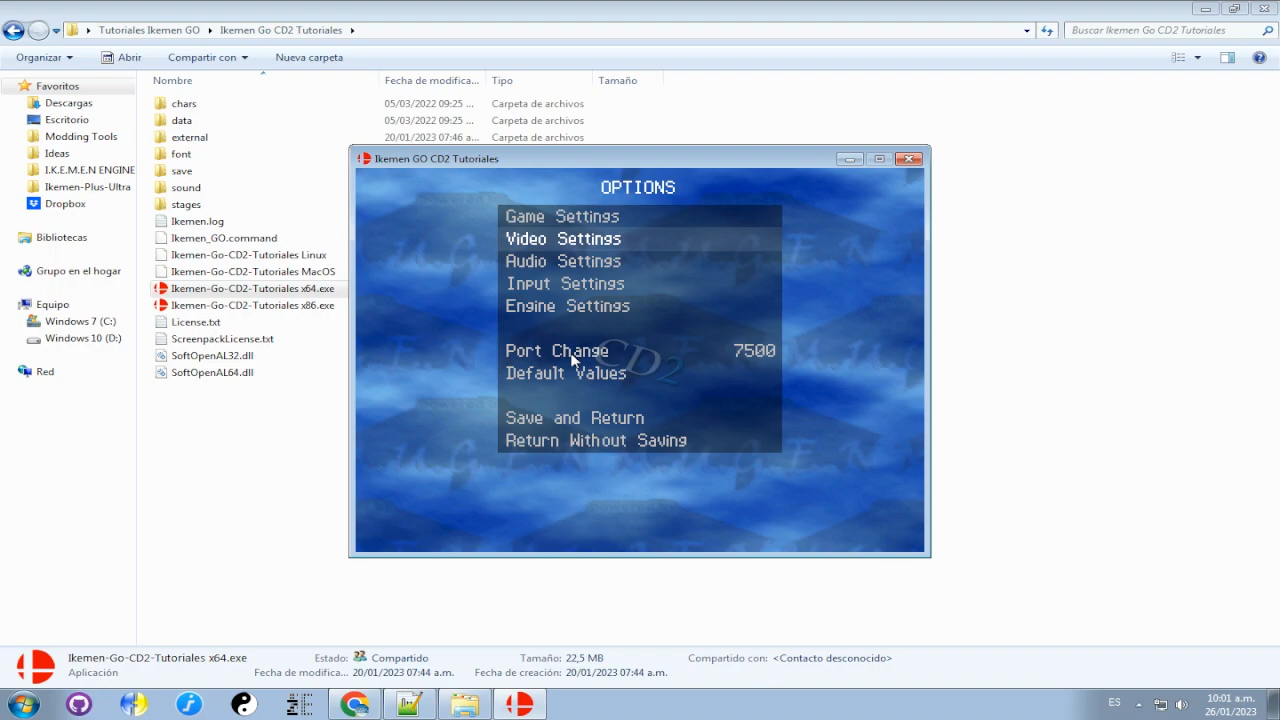 Tutoriales Ikemen GO Ikemen Go CD2 Tutoriales
Buscar Ikemen Go CD2 Tutoriales
Organizar Abrir Compartir con Nueva carpeta
Favoritos
Descargas
Escritorio
Modding Tools
Ideas
I.K.E.M.E.N ENGINE
Ikemen-Plus-Ultra
Dropbox
Bibliotecas
Grupo en el hogar
Equipo
Windows 7 (C:)
Windows 10 (D:)
Red
Nombre Fecha de modifica... Tipo Tamaño
chars 05/03/2022 09:25 ... Carpeta de archivos
data 05/03/2022 09:25 ... Carpeta de archivos
external 20/01/2023 07:46 a... Carpeta de archivos
font
save
sound
stages
Ikemen.log
Ikemen_GO.command
Ikemen-Go-CD2-Tutoriales Linux
Ikemen-Go-CD2-Tutoriales MacOS
Ikemen-Go-CD2-Tutoriales x64.exe
Ikemen-Go-CD2-Tutoriales x86.exe
License.txt
ScreenpackLicense.txt
SoftOpenAL32.dll
SoftOpenAL64.dll
Ikemen GO CD2 Tutoriales
OPTIONS
Game Settings
Video Settings
Audio Settings
Input Settings
Engine Settings
Port Change 7500
CD2
Default Values
Save and Return
Return Without Saving
Ikemen-Go-CD2-Tutoriales x64.exe Estado: Compartido Tamaño: 22,5 MB Compartido con: <Contacto desconocido>
Aplicación Fecha de modifica... 20/01/2023 07:44 a.m. Fecha de creación: 20/01/2023 07:44 a.m.
ES
10:01 a.m.
26/01/2023